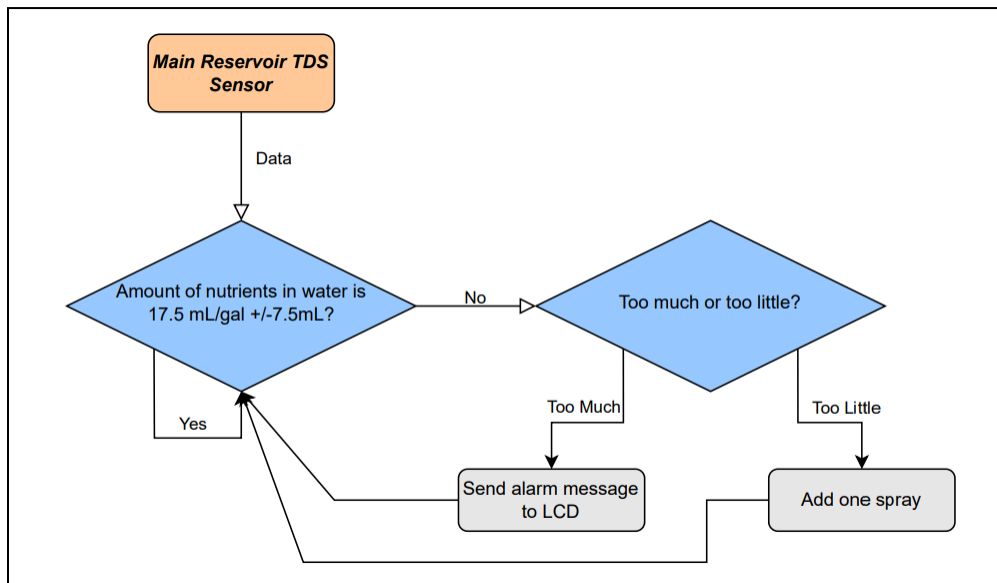 Main Reservoir TDS
Sensor
Data
Amount of nutrients in water is
17.5 mL/gal +/-7.5mL?
No
Too much or too little?
Yes
Too Much
Too Little
Send alarm message
to LCD
Add one spray